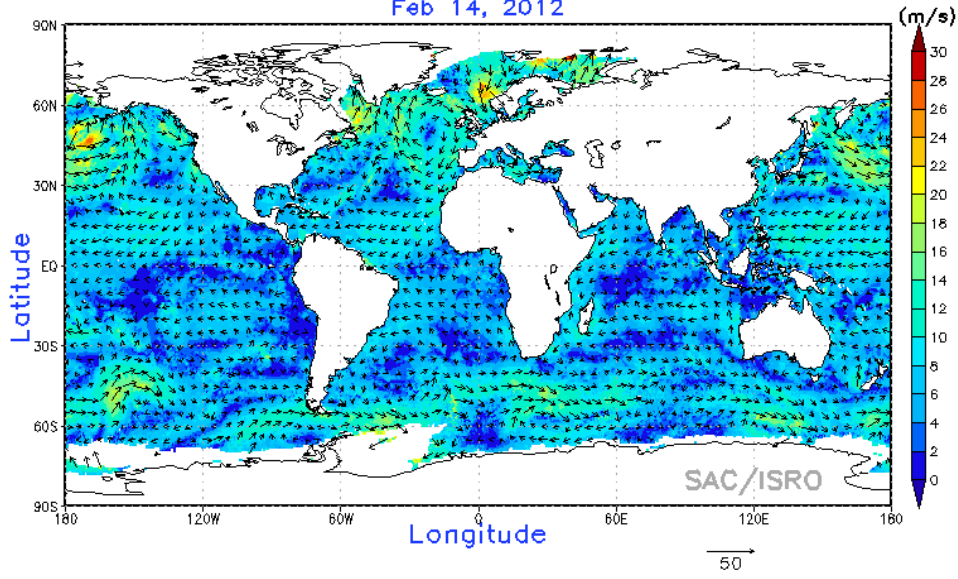 Feb 14, 2012
(m/s)
90N
60N
30N
EQ
30S
60S
90S
Latitude
180
120W
60W
0
60E
120E
180
Longitude
SAC/ISRO
30
28
26
24
22
20
18
16
14
12
10
8
6
4
2
0
50